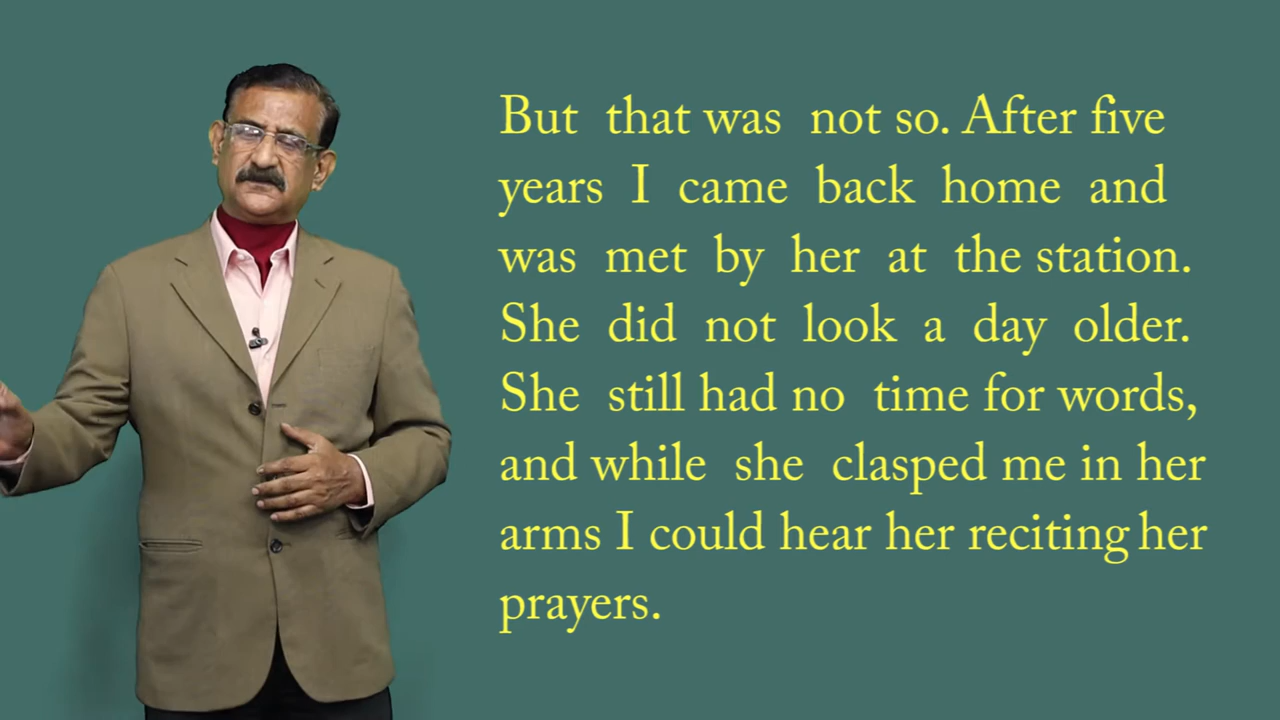 But that was not so. After five
years I came back home and
was met by her at the station.
She did not look a day older.
She still had no time for words,
and while she clasped me in her
arms I could hear her reciting her
prayers.